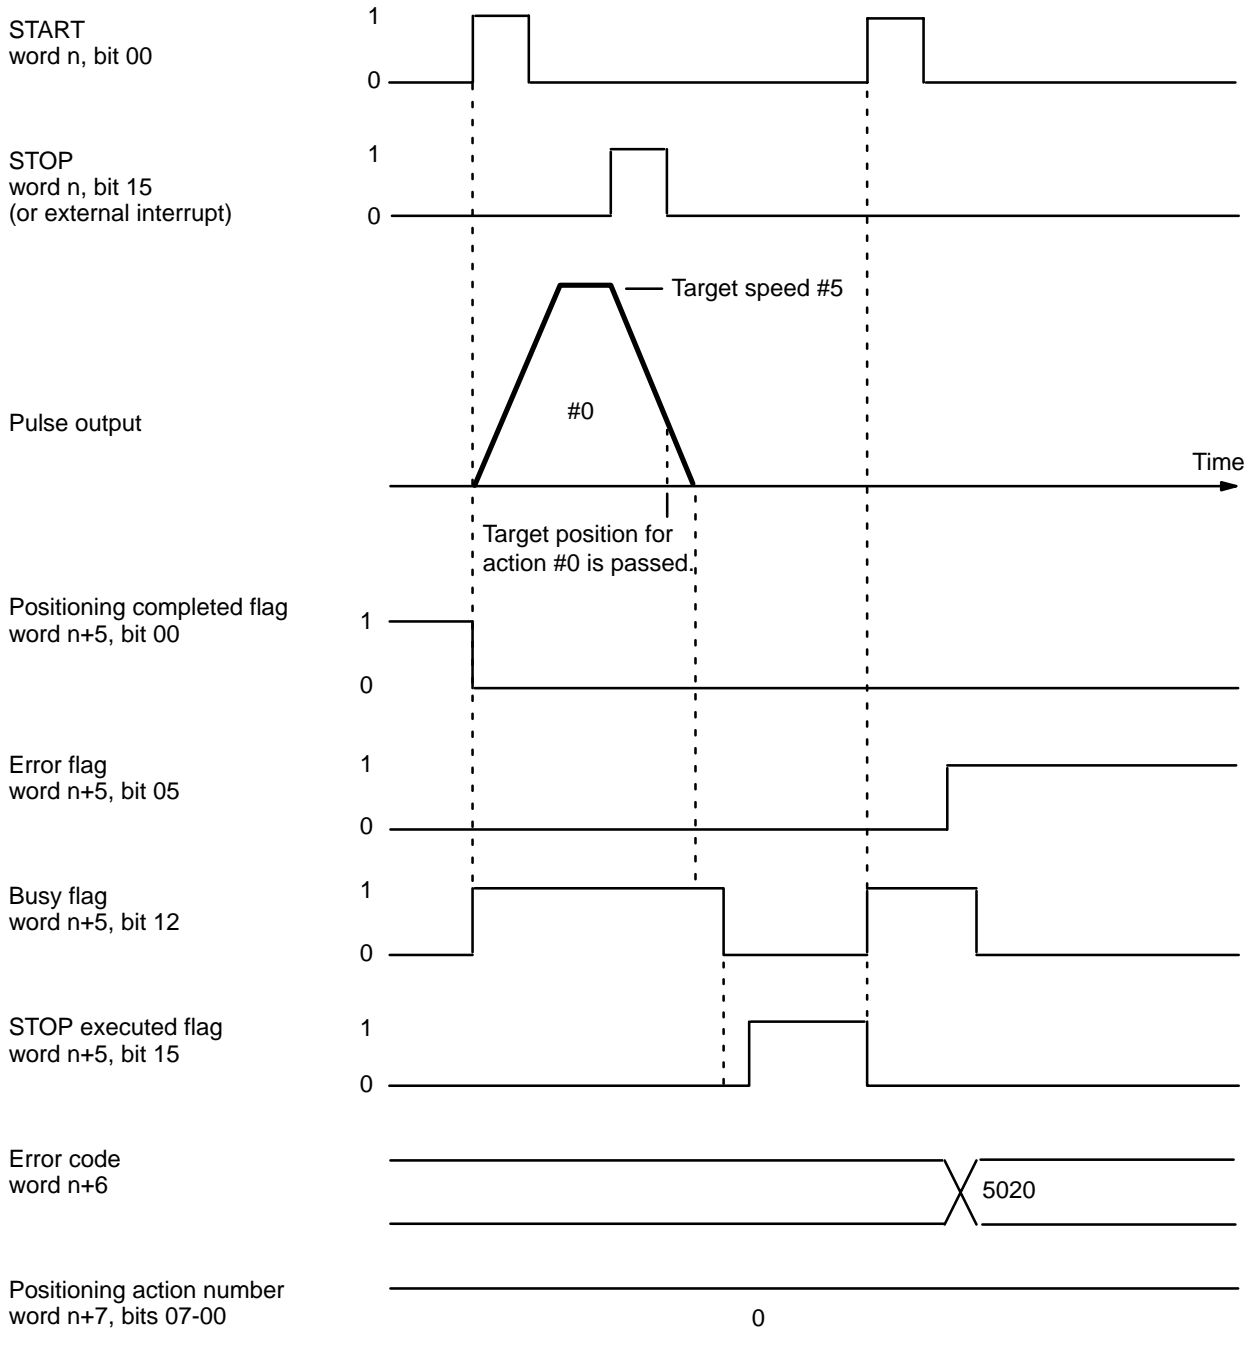 START
word n, bit 00
1
0
STOP
word n, bit 15
(or external interrupt)
1
0
Target speed #5
Pulse output
#0
Time
Target position for
action #0 is passed.
Positioning completed flag
word n+5, bit 00
1
0
Error flag
word n+5, bit 05
1
0
Busy flag
word n+5, bit 12
1
0
STOP executed flag
word n+5, bit 15
1
0
Error code
word n+6
5020
Positioning action number
word n+7, bits 07-00
0